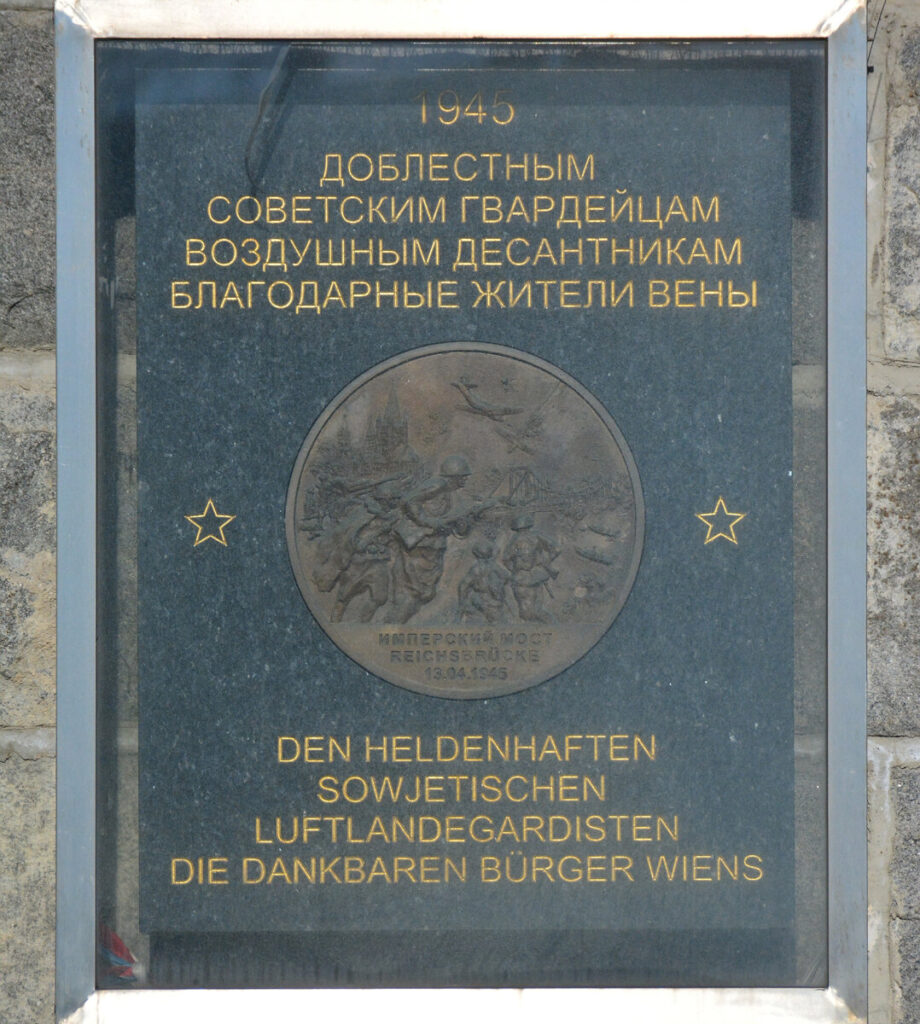 1945
ДОБЛЕСТНЫМ
СОВЕТСКИМ ГВАРДЕЙЦАМ
ВОЗДУШНЫМ ДЕСАНТНИКАМ
БЛАГОДАРНЫЕ ЖИТЕЛИ ВЕНЫ
ИМПЕРСКИЙ МОСТ
REICHSBRÜCKE
13.04.1945
DEN HELDENHAFTEN
SOWJETISCHEN
LUFTLANDEGARDISTEN
DIE DANKBAREN BÜRGER WIENS